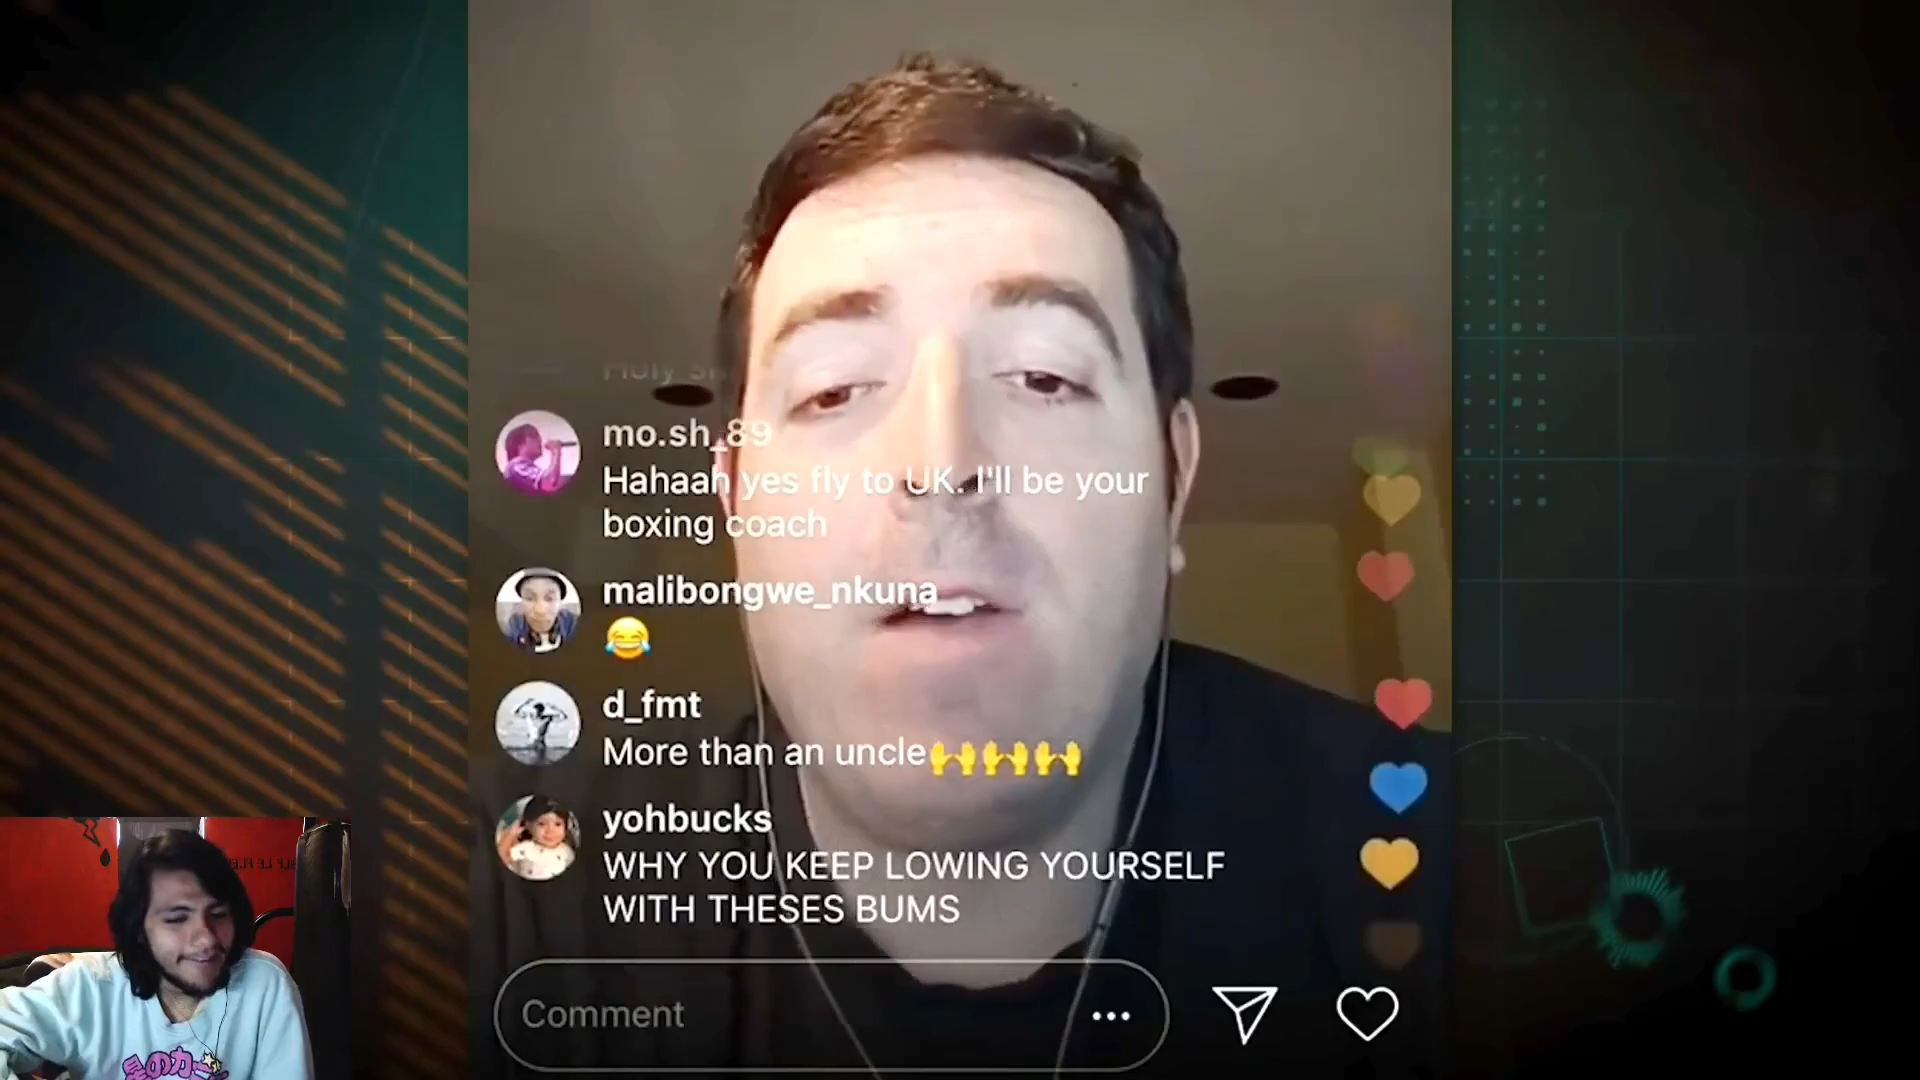 Holy
mo.sh_89
Hahaah yes fly to UK. I'll be your
boxing coach
malibongwe_nkuna
😂
d_fmt
More than an uncle🙌🙌🙌
yohbucks
WHY YOU KEEP LOWING YOURSELF
WITH THESES BUMS
Comment